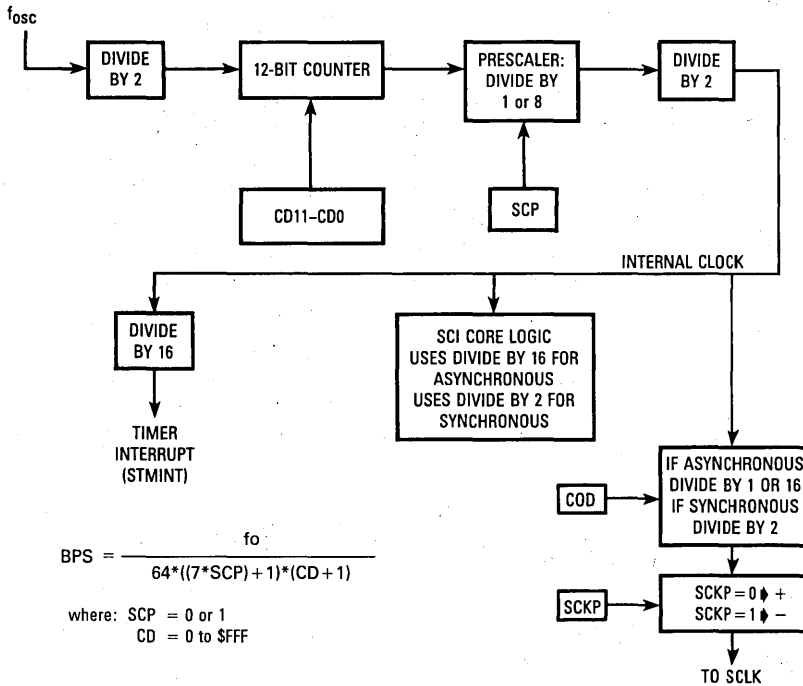 fosc
DIVIDE
BY 2
12-BIT COUNTER
PRESCALER:
DIVIDE BY
1 or 8
DIVIDE
BY 2
CD11–CD0
SCP
INTERNAL CLOCK
DIVIDE
BY 16
SCI CORE LOGIC
USES DIVIDE BY 16 FOR
ASYNCHRONOUS
USES DIVIDE BY 2 FOR
SYNCHRONOUS
TIMER
INTERRUPT
(STMINT)
IF ASYNCHRONOUS
DIVIDE BY 1 OR 16
IF SYNCHRONOUS
DIVIDE BY 2
COD
BPS = fo
64*((7*SCP)+1)*(CD+1)
where: SCP = 0 or 1
CD = 0 to $FFF
SCKP
SCKP=0 ➧ +
SCKP=1 ➧ −
TO SCLK